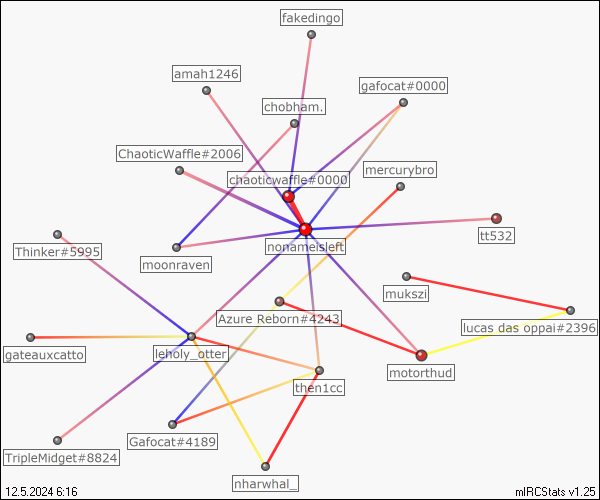 fakedingo
amah1246
gafocat#0000
chobham.
ChaoticWaffle#2006
mercurybro
chaoticwaffle#0000
tt532
nonameisleft
Thinker#5995
moonraven
mukszi
Azure Reborn#4243
lucas das oppai#2396
gateauxcatto
leholy_otter
motorthud
then1cc
Gafocat#4189
TripleMidget#8824
nharwhal_
12.5.2024 6:16
mIRCStats v1.25